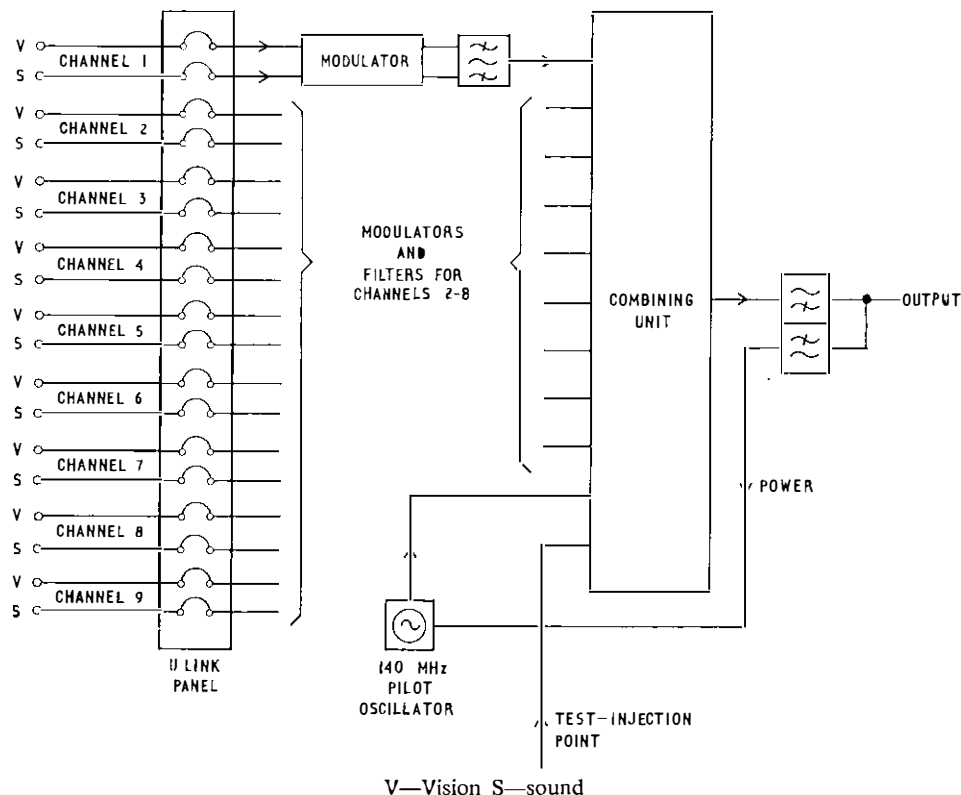 V
CHANNEL 1
S
V
CHANNEL 2
S
V
CHANNEL 3
S
V
CHANNEL 4
S
V
CHANNEL 5
S
V
CHANNEL 6
S
V
CHANNEL 7
S
V
CHANNEL 8
S
V
CHANNEL 9
S
U LINK
PANEL
MODULATOR
MODULATORS
AND
FILTERS FOR
CHANNELS 2-8
COMBINING
UNIT
OUTPUT
POWER
140 MHz
PILOT
OSCILLATOR
TEST-INJECTION
POINT
V—Vision S—sound